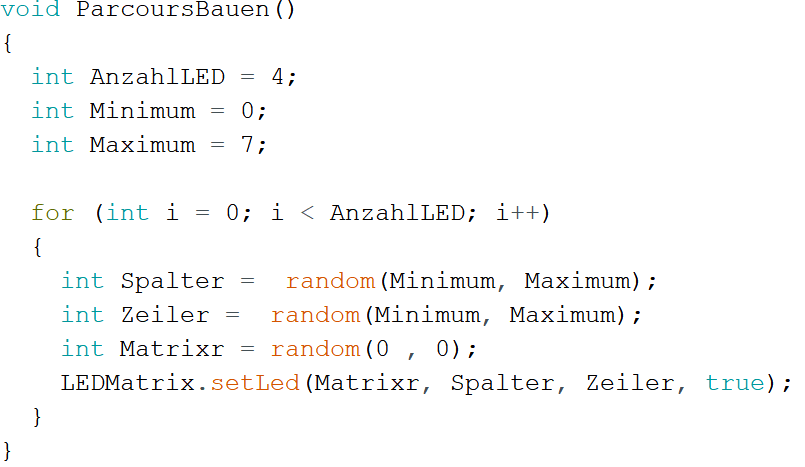 void ParcoursBauen()
{
  int AnzahlLED = 4;
  int Minimum = 0;
  int Maximum = 7;

  for (int i = 0; i < AnzahlLED; i++)
  {
    int Spalter =  random(Minimum, Maximum);
    int Zeiler =  random(Minimum, Maximum);
    int Matrixr = random(0 , 0);
    LEDMatrix.setLed(Matrixr, Spalter, Zeiler, true);
  }
}